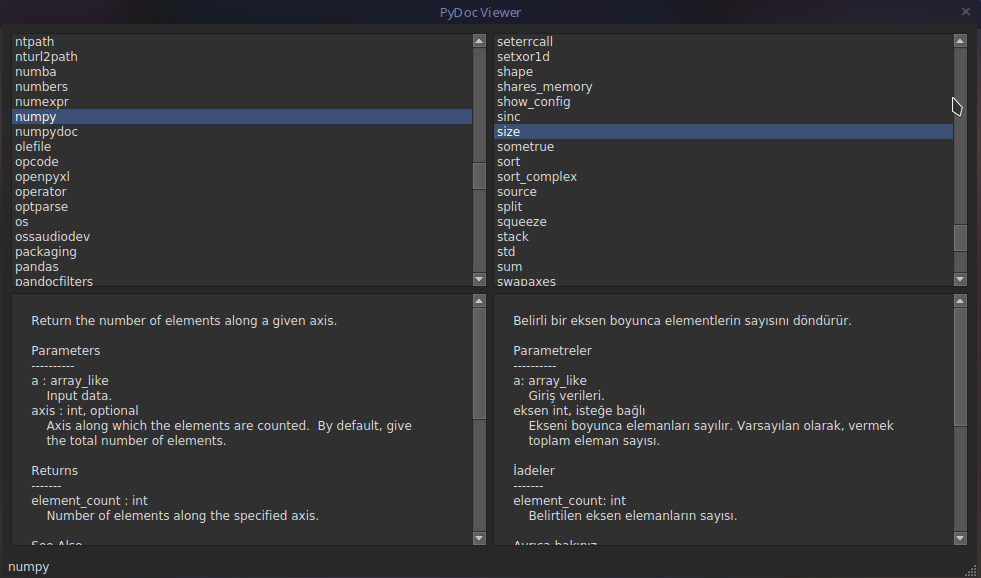 PyDoc Viewer
ntpath
nturl2path
numba
numbers
numexpr
numpy
numpydoc
olefile
opcode
openpyxl
operator
optparse
os
ossaudiodev
packaging
pandas
pandocfilters
seterrcall
setxor1d
shape
shares_memory
show_config
sinc
size
sometrue
sort
sort_complex
source
split
squeeze
stack
std
sum
swapaxes
Return the number of elements along a given axis.
Parameters
----------
a : array_like
Input data.
axis : int, optional
Axis along which the elements are counted.  By default, give
the total number of elements.
Returns
-------
element_count : int
Number of elements along the specified axis.
See Also
Belirli bir eksen boyunca elementlerin sayısını döndürür.
Parametreler
----------
a: array_like
Giriş verileri.
eksen int, isteğe bağlı
Ekseni boyunca elemanları sayılır. Varsayılan olarak, vermek
toplam eleman sayısı.
İadeler
-------
element_count: int
Belirtilen eksen elemanların sayısı.
Ayrıca bakınız
numpy